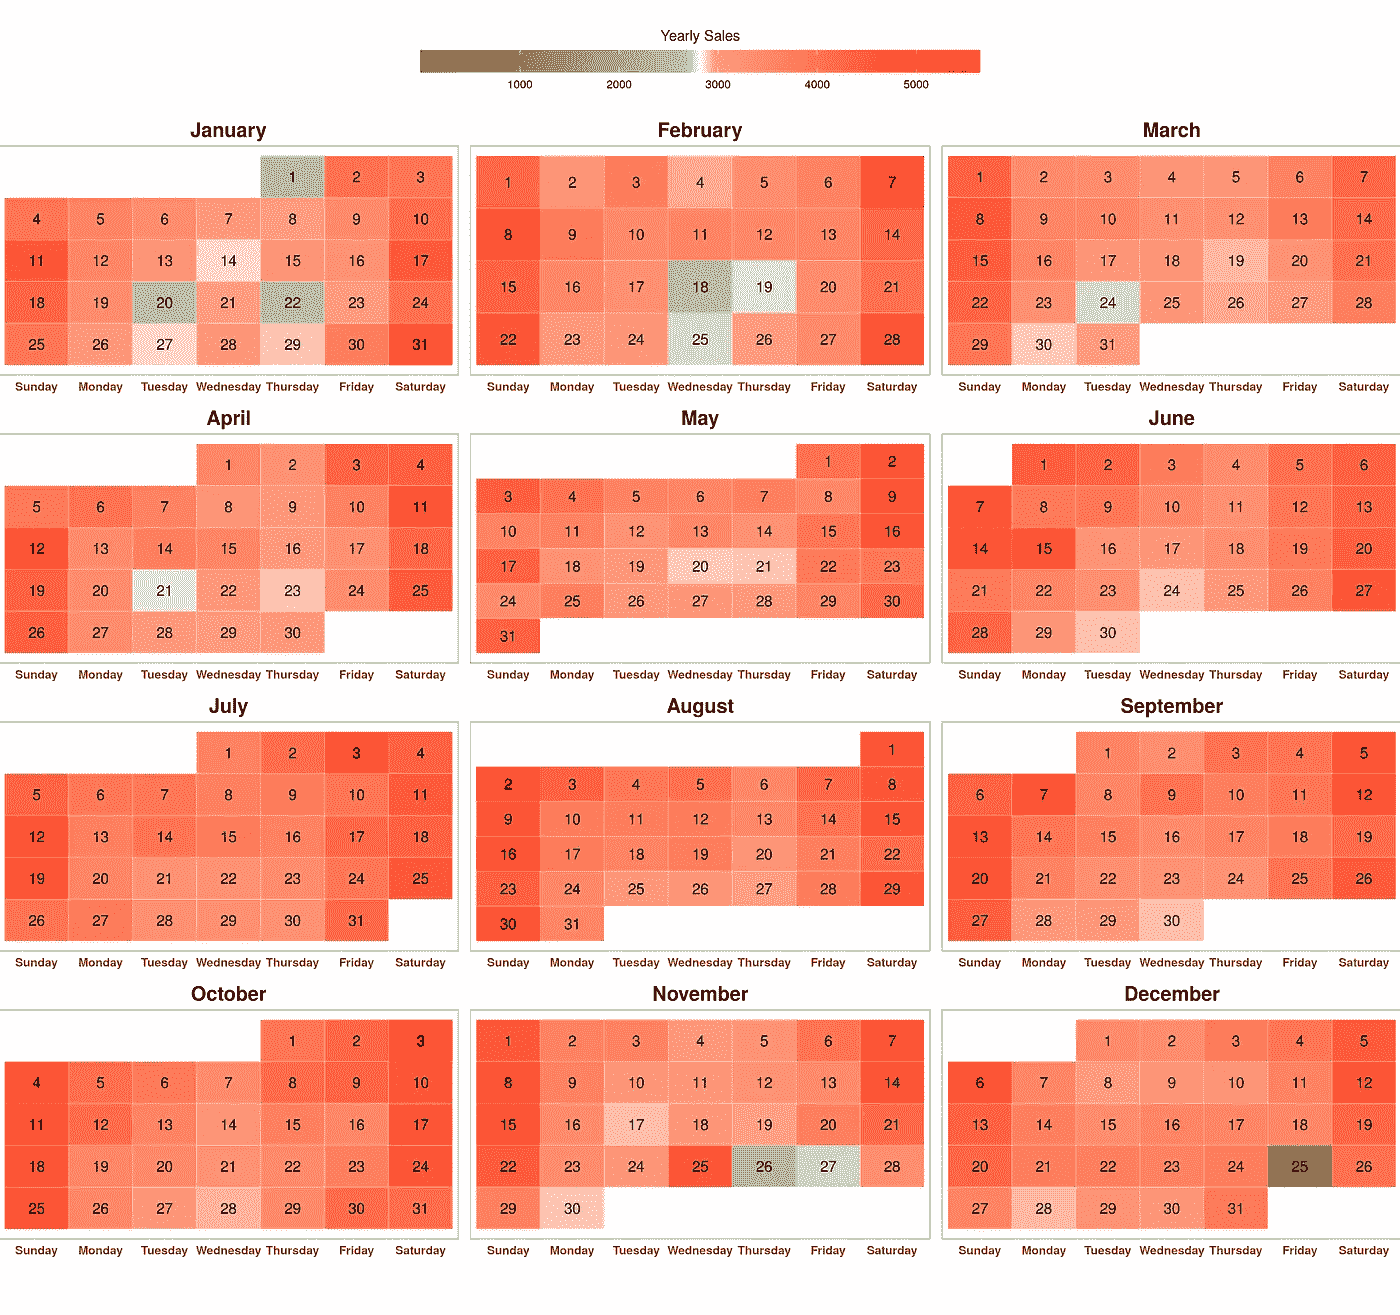 Yearly Sales
1000 2000 3000 4000 5000
January February March
1 2 3
4 5 6 7 8 9 10
11 12 13 14 15 16 17
18 19 20 21 22 23 24
25 26 27 28 29 30 31
Sunday Monday Tuesday Wednesday Thursday Friday Saturday
1 2 3 4 5 6 7
8 9 10 11 12 13 14
15 16 17 18 19 20 21
22 23 24 25 26 27 28
Sunday Monday Tuesday Wednesday Thursday Friday Saturday
1 2 3 4 5 6 7
8 9 10 11 12 13 14
15 16 17 18 19 20 21
22 23 24 25 26 27 28
29 30 31
Sunday Monday Tuesday Wednesday Thursday Friday Saturday
April May June
1 2 3 4
5 6 7 8 9 10 11
12 13 14 15 16 17 18
19 20 21 22 23 24 25
26 27 28 29 30
Sunday Monday Tuesday Wednesday Thursday Friday Saturday
1 2
3 4 5 6 7 8 9
10 11 12 13 14 15 16
17 18 19 20 21 22 23
24 25 26 27 28 29 30
31
Sunday Monday Tuesday Wednesday Thursday Friday Saturday
1 2 3 4 5 6
7 8 9 10 11 12 13
14 15 16 17 18 19 20
21 22 23 24 25 26 27
28 29 30
Sunday Monday Tuesday Wednesday Thursday Friday Saturday
July August September
1 2 3 4
5 6 7 8 9 10 11
12 13 14 15 16 17 18
19 20 21 22 23 24 25
26 27 28 29 30 31
Sunday Monday Tuesday Wednesday Thursday Friday Saturday
1
2 3 4 5 6 7 8
9 10 11 12 13 14 15
16 17 18 19 20 21 22
23 24 25 26 27 28 29
30 31
Sunday Monday Tuesday Wednesday Thursday Friday Saturday
1 2 3 4 5
6 7 8 9 10 11 12
13 14 15 16 17 18 19
20 21 22 23 24 25 26
27 28 29 30
Sunday Monday Tuesday Wednesday Thursday Friday Saturday
October November December
1 2 3
4 5 6 7 8 9 10
11 12 13 14 15 16 17
18 19 20 21 22 23 24
25 26 27 28 29 30 31
Sunday Monday Tuesday Wednesday Thursday Friday Saturday
1 2 3 4 5 6 7
8 9 10 11 12 13 14
15 16 17 18 19 20 21
22 23 24 25 26 27 28
29 30
Sunday Monday Tuesday Wednesday Thursday Friday Saturday
1 2 3 4 5
6 7 8 9 10 11 12
13 14 15 16 17 18 19
20 21 22 23 24 25 26
27 28 29 30 31
Sunday Monday Tuesday Wednesday Thursday Friday Saturday